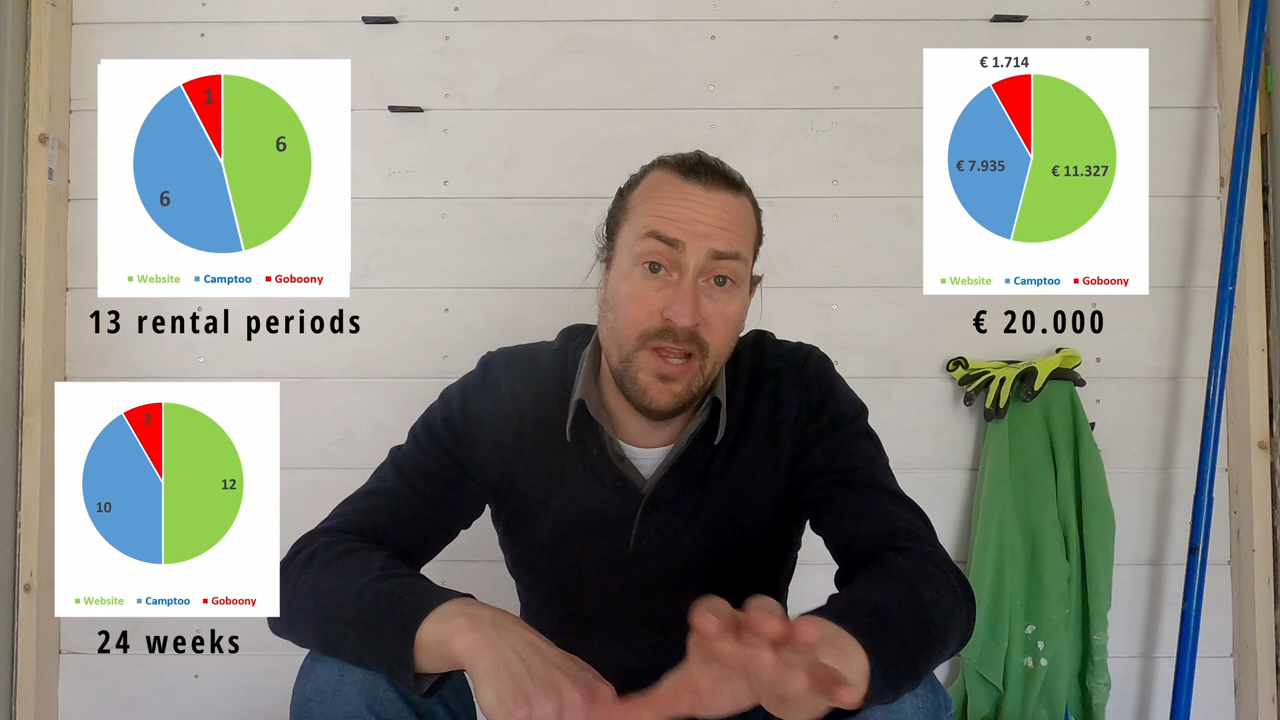 1
6
6
Website Camptoo Goboony
13 rental periods
2
12
10
Website Camptoo Goboony
24 weeks
€ 1.714
€ 7.935
€ 11.327
Website Camptoo Goboony
€ 20.000